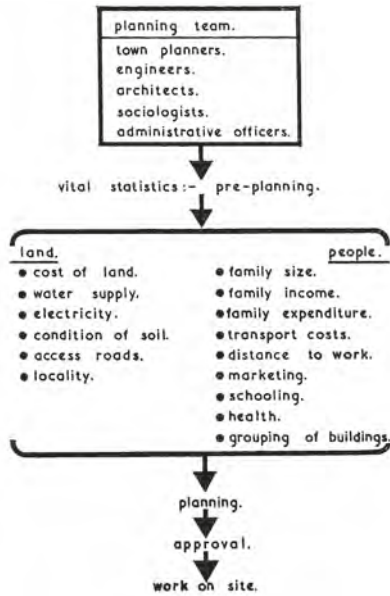 planning team.
town planners.
engineers.
architects.
sociologists.
administrative officers.
vital statistics:- pre-planning.
land.
• cost of land.
• water supply.
• electricity.
• condition of soil.
• access roads.
• locality.
people.
• family size.
• family income.
• family expenditure.
• transport costs.
• distance to work.
• marketing.
• schooling.
• health.
• grouping of buildings.
planning.
approval.
work on site.